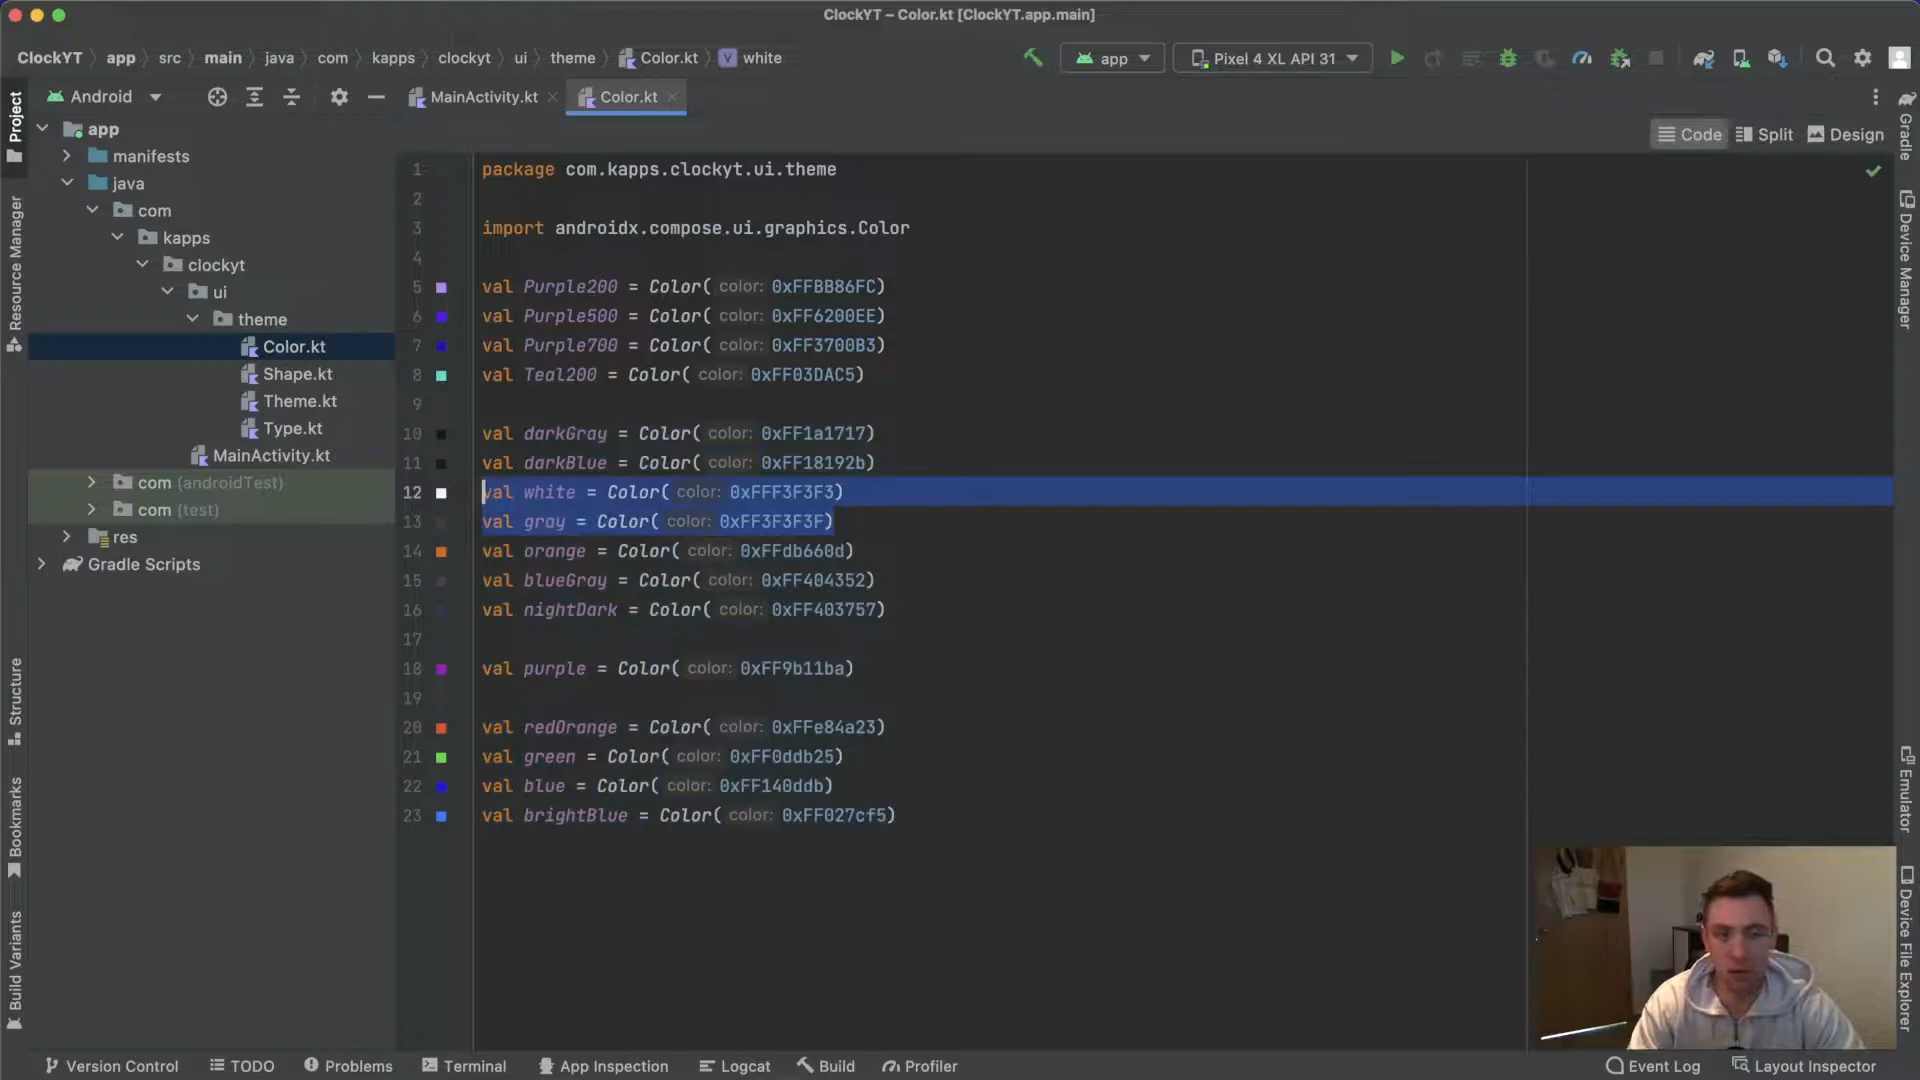 ClockYT – Color.kt [ClockYT.app.main]
ClockYT app src main java com kapps clockyt ui theme Color.kt V white
app Pixel 4 XL API 31
Android
MainActivity.kt Color.kt
Code Split Design
Project
Resource Manager
Structure
Bookmarks
Build Variants
app
manifests
java
com
kapps
clockyt
ui
theme
Color.kt
Shape.kt
Theme.kt
Type.kt
MainActivity.kt
com (androidTest)
com (test)
res
Gradle Scripts
1 package com.kapps.clockyt.ui.theme
2
3 import androidx.compose.ui.graphics.Color
4
5 val Purple200 = Color( color: 0xFFBB86FC)
6 val Purple500 = Color( color: 0xFF6200EE)
7 val Purple700 = Color( color: 0xFF3700B3)
8 val Teal200 = Color( color: 0xFF03DAC5)
9
10 val darkGray = Color( color: 0xFF1a1717)
11 val darkBlue = Color( color: 0xFF18192b)
12 val white = Color( color: 0xFFF3F3F3)
13 val gray = Color( color: 0xFF3F3F3F)
14 val orange = Color( color: 0xFFdb660d)
15 val blueGray = Color( color: 0xFF404352)
16 val nightDark = Color( color: 0xFF403757)
17
18 val purple = Color( color: 0xFF9b11ba)
19
20 val redOrange = Color( color: 0xFFe84a23)
21 val green = Color( color: 0xFF0ddb25)
22 val blue = Color( color: 0xFF140ddb)
23 val brightBlue = Color( color: 0xFF027cf5)
Gradle
Device Manager
Emulator
Device File Explorer
Version Control TODO Problems Terminal App Inspection Logcat Build Profiler Event Log Layout Inspector